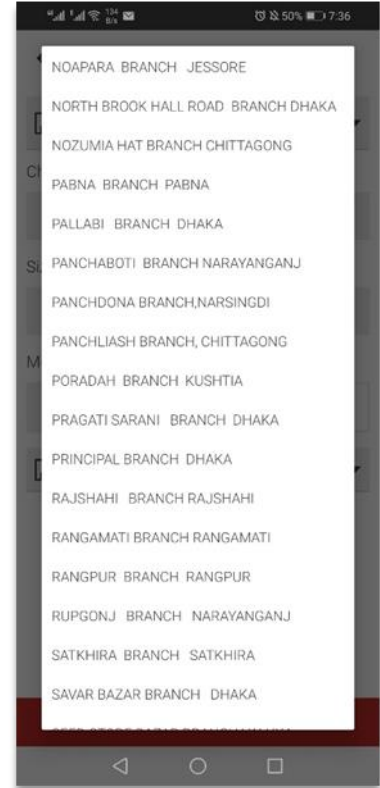 134
B/s
50% 7:36
NOAPARA BRANCH JESSORE
NORTH BROOK HALL ROAD BRANCH DHAKA
Ch
NOZUMIA HAT BRANCH CHITTAGONG
PABNA BRANCH PABNA
PALLABI BRANCH DHAKA
Si
PANCHABOTI BRANCH NARAYANGANJ
PANCHDONA BRANCH,NARSINGDI
PANCHLIASH BRANCH, CHITTAGONG
M
PORADAH BRANCH KUSHTIA
PRAGATI SARANI BRANCH DHAKA
PRINCIPAL BRANCH DHAKA
RAJSHAHI BRANCH RAJSHAHI
RANGAMATI BRANCH RANGAMATI
RANGPUR BRANCH RANGPUR
RUPGONJ BRANCH NARAYANGANJ
SATKHIRA BRANCH SATKHIRA
SAVAR BAZAR BRANCH DHAKA